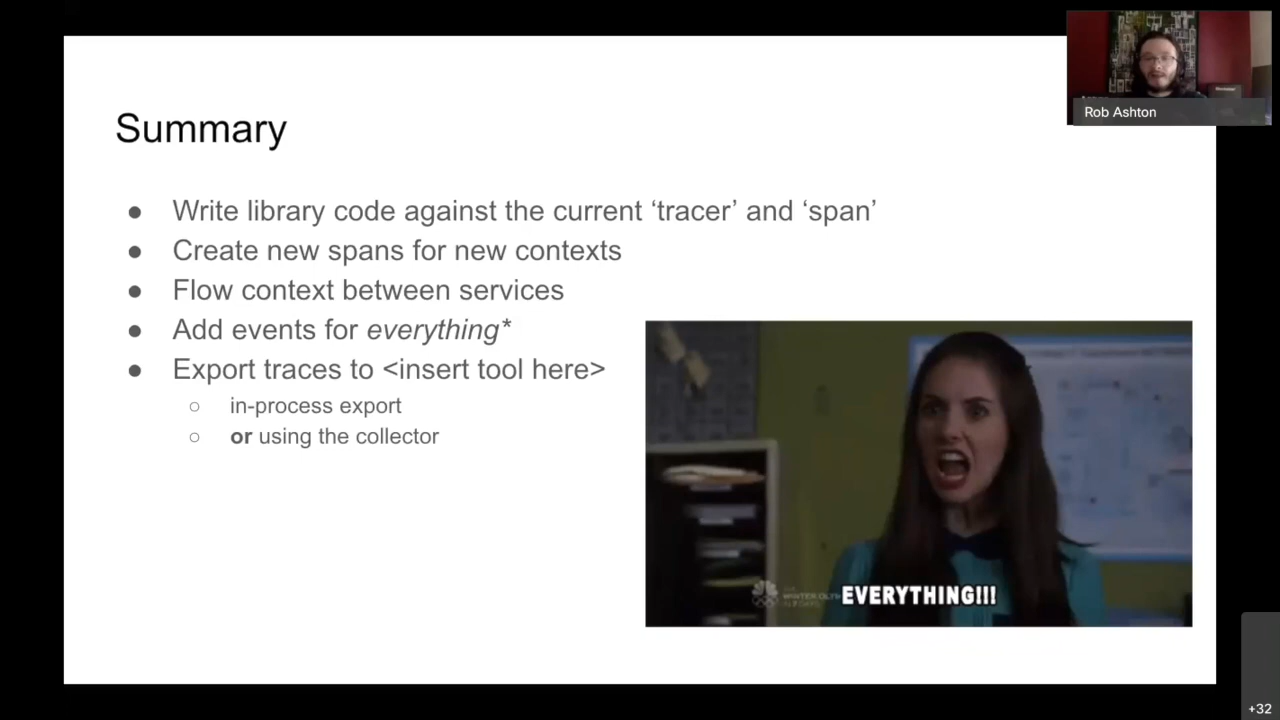 Rob Ashton
Summary
● Write library code against the current ‘tracer’ and ‘span’
● Create new spans for new contexts
● Flow context between services
● Add events for everything*
● Export traces to <insert tool here>
○ in-process export
○ or using the collector
EVERYTHING!!!
+32